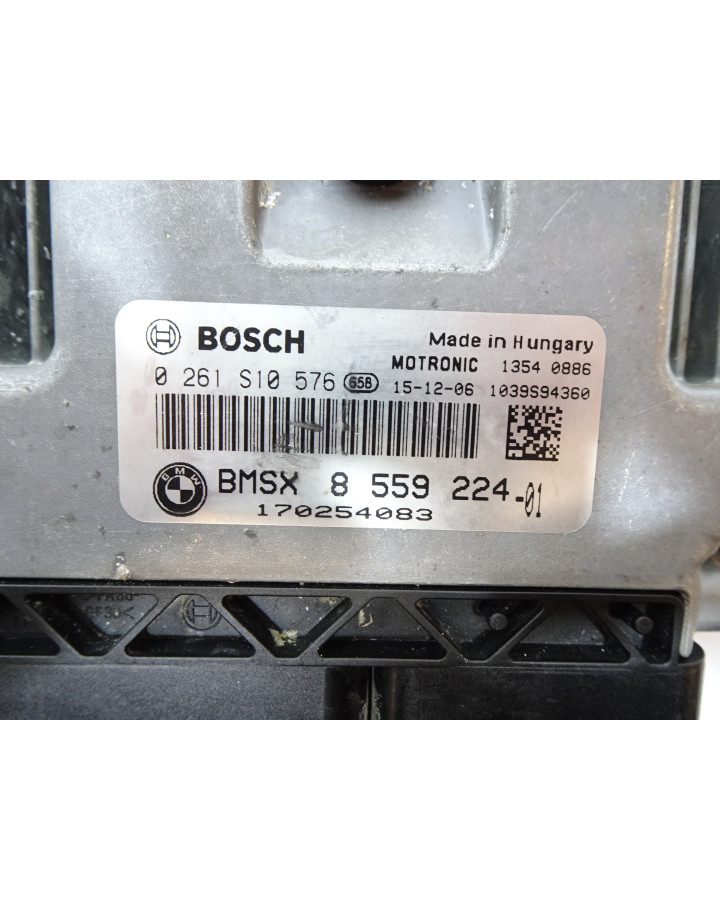 BOSCH
Made in Hungary
MOTRONIC 1354 0886
0 261 S10 576 658 15-12-06 1039S94360
BMW
BMSX 8 559 224-01
170254083